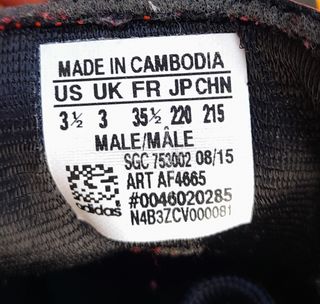 MADE IN CAMBODIA
US UK FR JP CHN
3½ 3 35½ 220 215
MALE/MÂLE
SGC 753002 08/15
ART AF4665
#0046020285
adidas N4B3ZCV000081